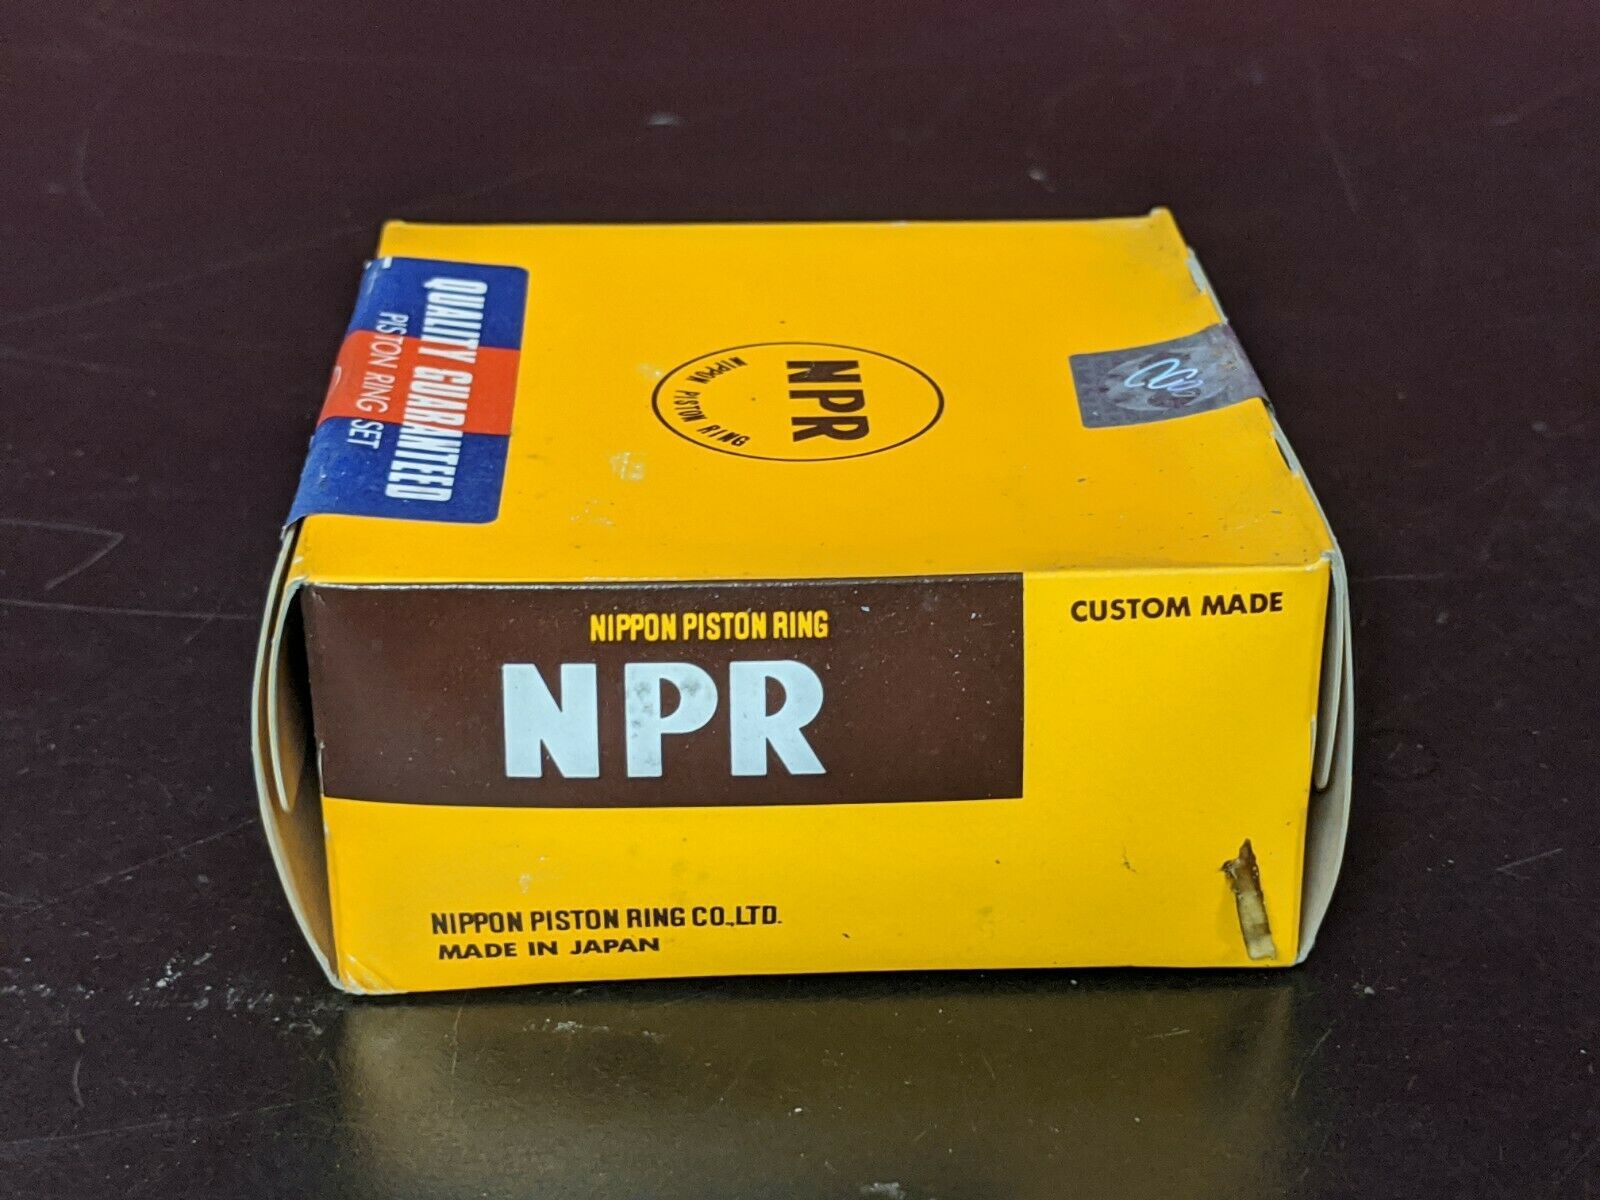 QUALITY GUARANTEED
PISTON RING SET
NPR
NIPPON PISTON RING
NIPPON PISTON RING
NPR
CUSTOM MADE
NIPPON PISTON RING CO.,LTD.
MADE IN JAPAN